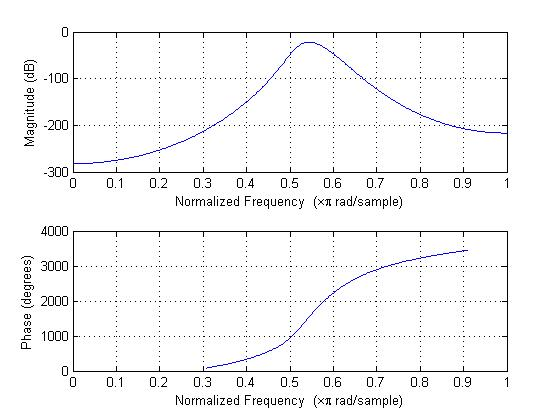 0
-100
-200
-300
Magnitude (dB)
0 0.1 0.2 0.3 0.4 0.5 0.6 0.7 0.8 0.9 1
Normalized Frequency (×π rad/sample)
4000
3000
2000
1000
0
Phase (degrees)
0 0.1 0.2 0.3 0.4 0.5 0.6 0.7 0.8 0.9 1
Normalized Frequency (×π rad/sample)